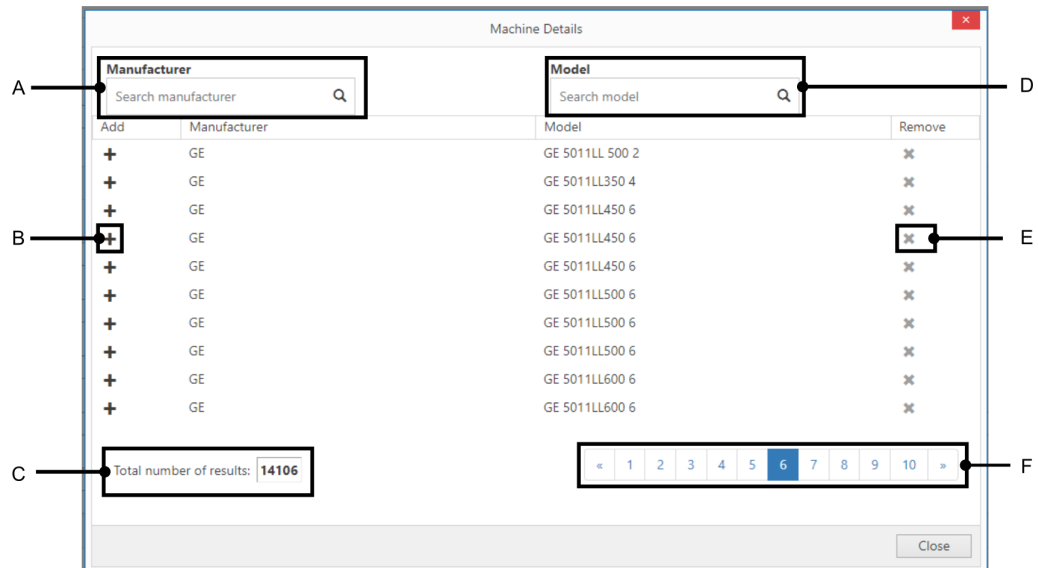 Machine Details
×
Manufacturer Model
A Search manufacturer Search model D
Add Manufacturer Model Remove
GE GE 5011LL 500 2
GE GE 5011LL350 4
GE GE 5011LL450 6
B GE GE 5011LL450 6 E
GE GE 5011LL450 6
GE GE 5011LL500 6
GE GE 5011LL500 6
GE GE 5011LL500 6
GE GE 5011LL600 6
GE GE 5011LL600 6
C Total number of results: 14106 « 1 2 3 4 5 6 7 8 9 10 » F
Close